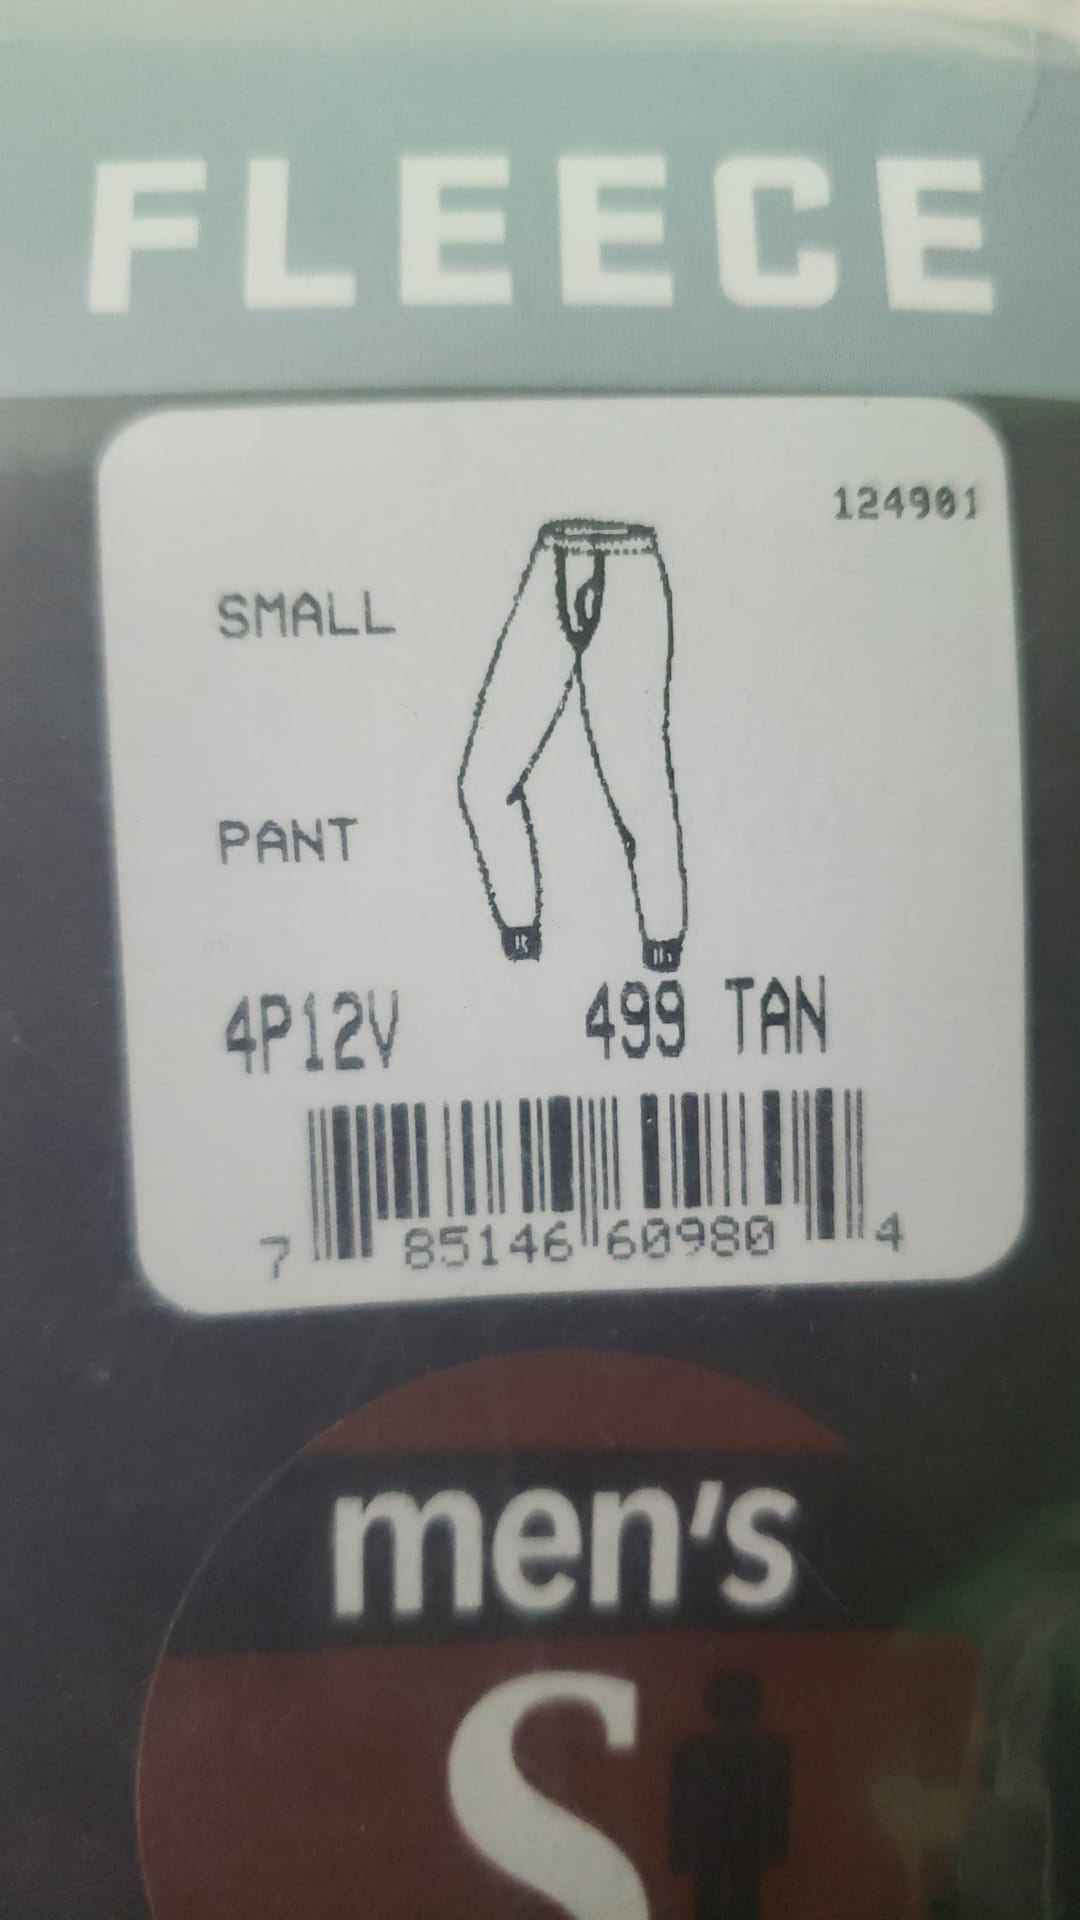 FLEECE
124901
SMALL
PANT
4P12V 499 TAN
7 85146 60980 4
men's
S